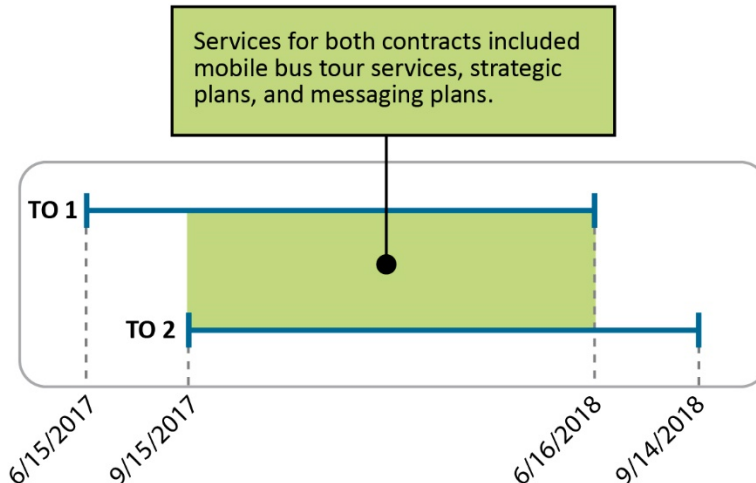 Services for both contracts included
mobile bus tour services, strategic
plans, and messaging plans.
TO 1
TO 2
6/15/2017
9/15/2017
6/16/2018
9/14/2018